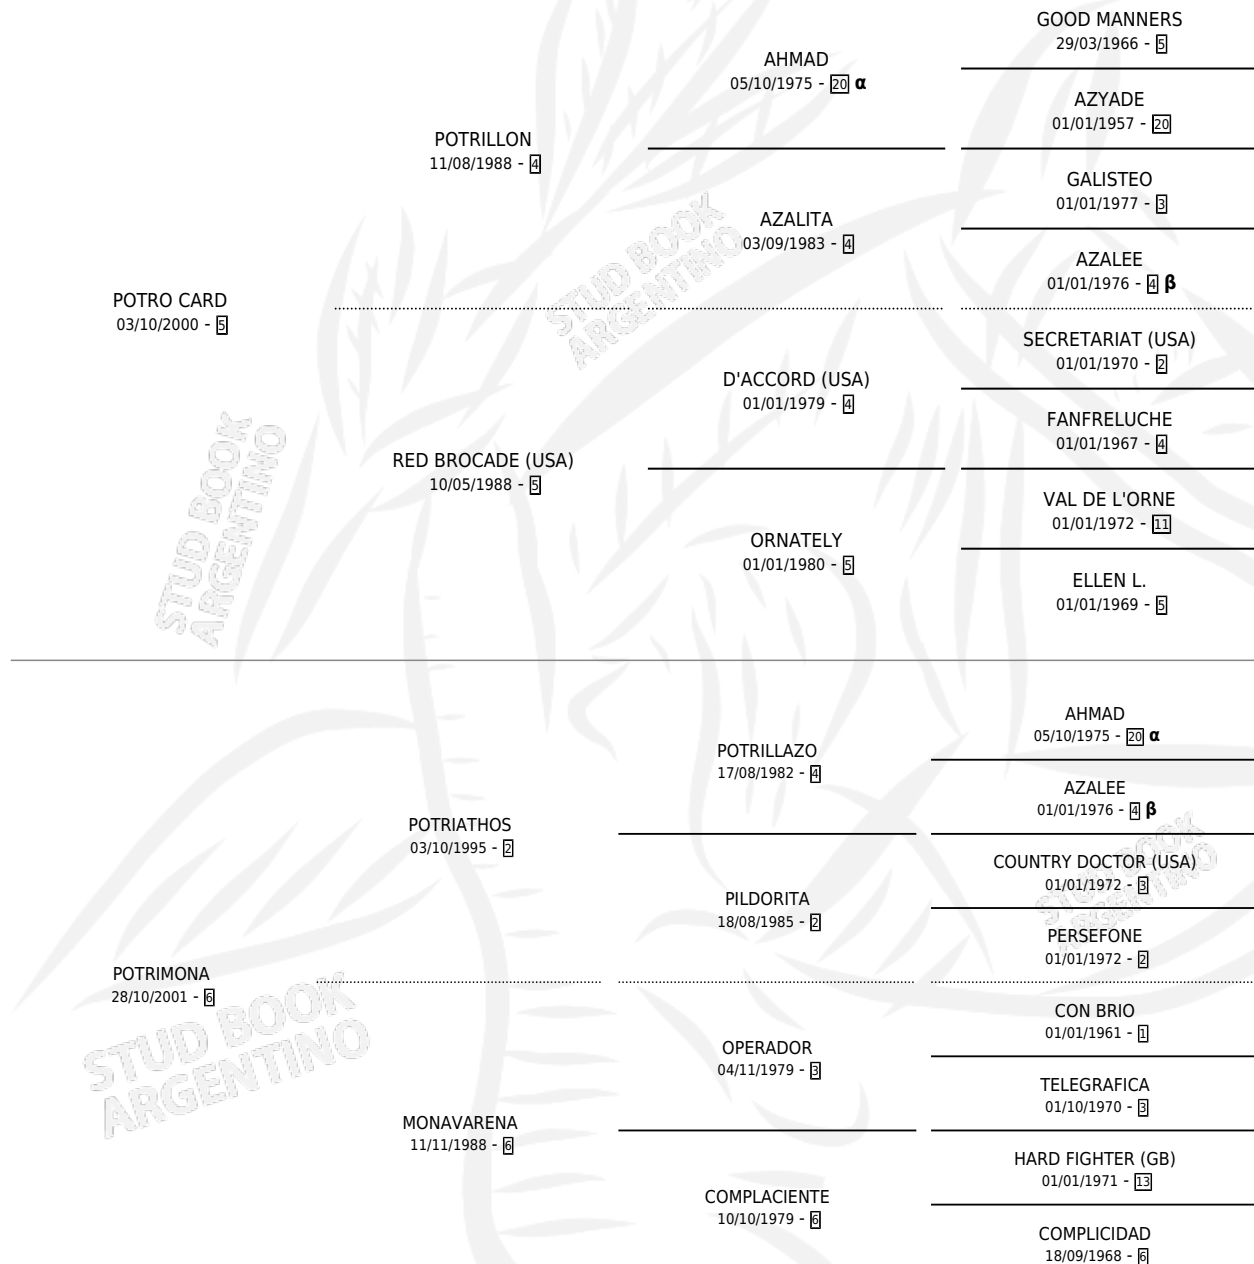 GOOD MANNERS
29/03/1966 - 5
AHMAD
05/10/1975 - 20 α
AZYADE
01/01/1957 - 20
POTRILLON
11/08/1988 - 4
GALISTEO
01/01/1977 - 3
AZALITA
03/09/1983 - 4
AZALEE
01/01/1976 - 4 β
POTRO CARD
03/10/2000 - 5
SECRETARIAT (USA)
01/01/1970 - 2
D'ACCORD (USA)
01/01/1979 - 4
FANFRELUCHE
01/01/1967 - 4
RED BROCADE (USA)
10/05/1988 - 5
VAL DE L'ORNE
01/01/1972 - 11
ORNATELY
01/01/1980 - 5
ELLEN L.
01/01/1969 - 5
AHMAD
05/10/1975 - 20 α
POTRILLAZO
17/08/1982 - 4
AZALEE
01/01/1976 - 4 β
POTRIATHOS
03/10/1995 - 2
COUNTRY DOCTOR (USA)
01/01/1972 - 3
PILDORITA
18/08/1985 - 2
PERSEFONE
01/01/1972 - 2
POTRIMONA
28/10/2001 - 6
CON BRIO
01/01/1961 - 1
OPERADOR
04/11/1979 - 3
TELEGRAFICA
01/10/1970 - 3
MONAVARENA
11/11/1988 - 6
HARD FIGHTER (GB)
01/01/1971 - 13
COMPLACIENTE
10/10/1979 - 6
COMPLICIDAD
18/09/1968 - 6
STUD BOOK
ARGENTINO
STUD BOOK
ARGENTINO
STUD BOOK
ARGENTINO
STUD BOOK
ARGENTINO